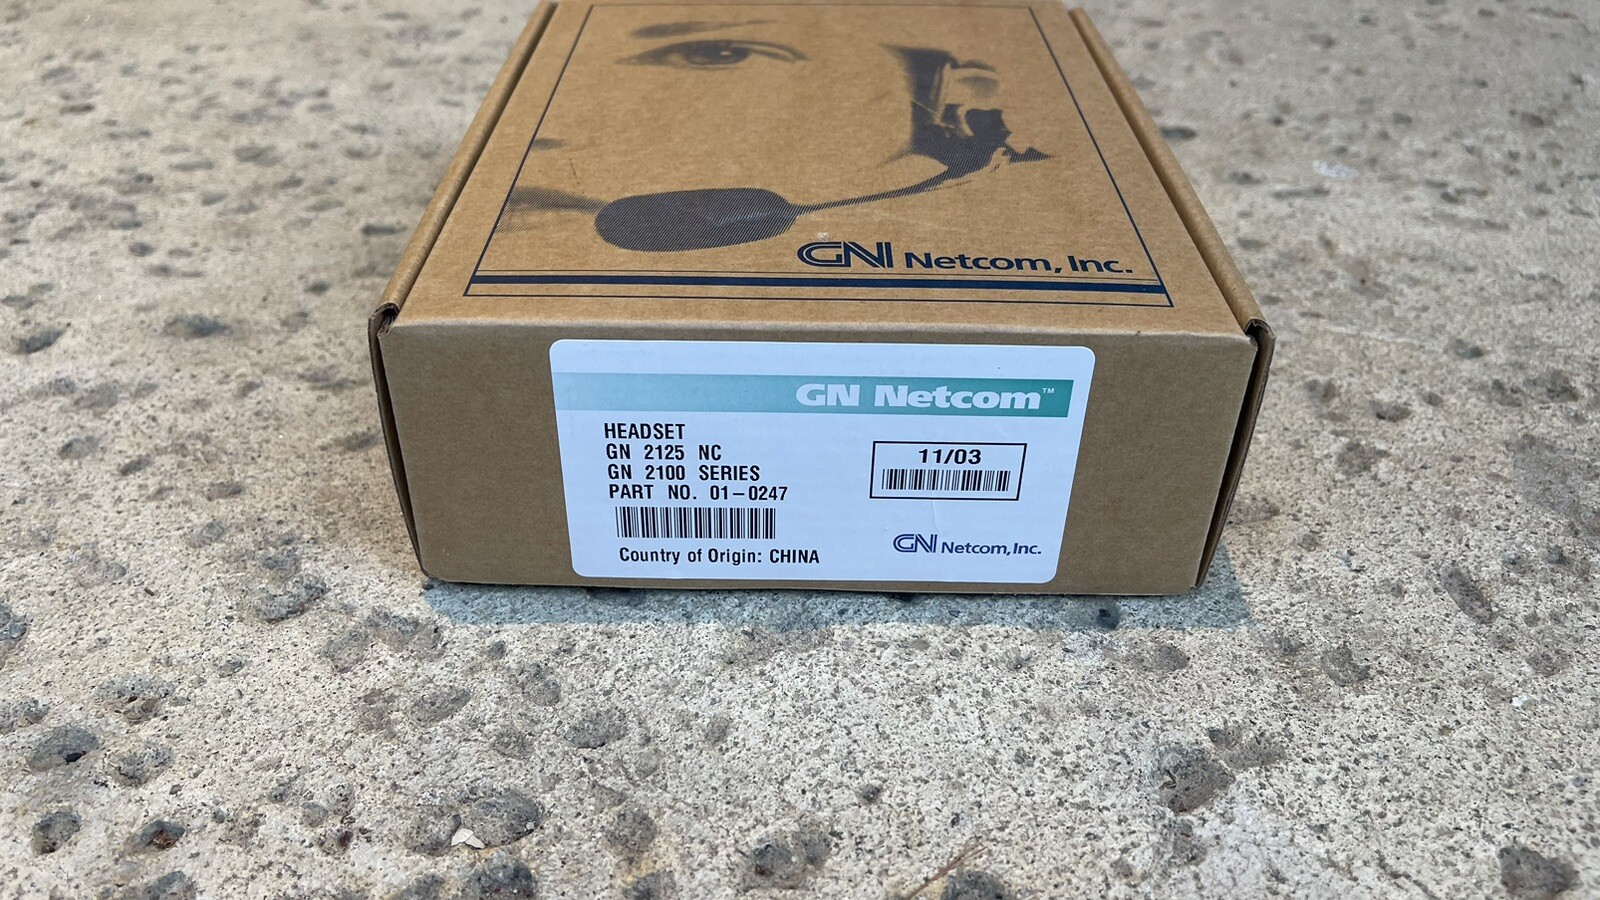 GN Netcom, Inc.
GN Netcom™
HEADSET
GN 2125 NC
GN 2100 SERIES
PART NO. 01-0247
Country of Origin: CHINA
11/03
GN Netcom, Inc.